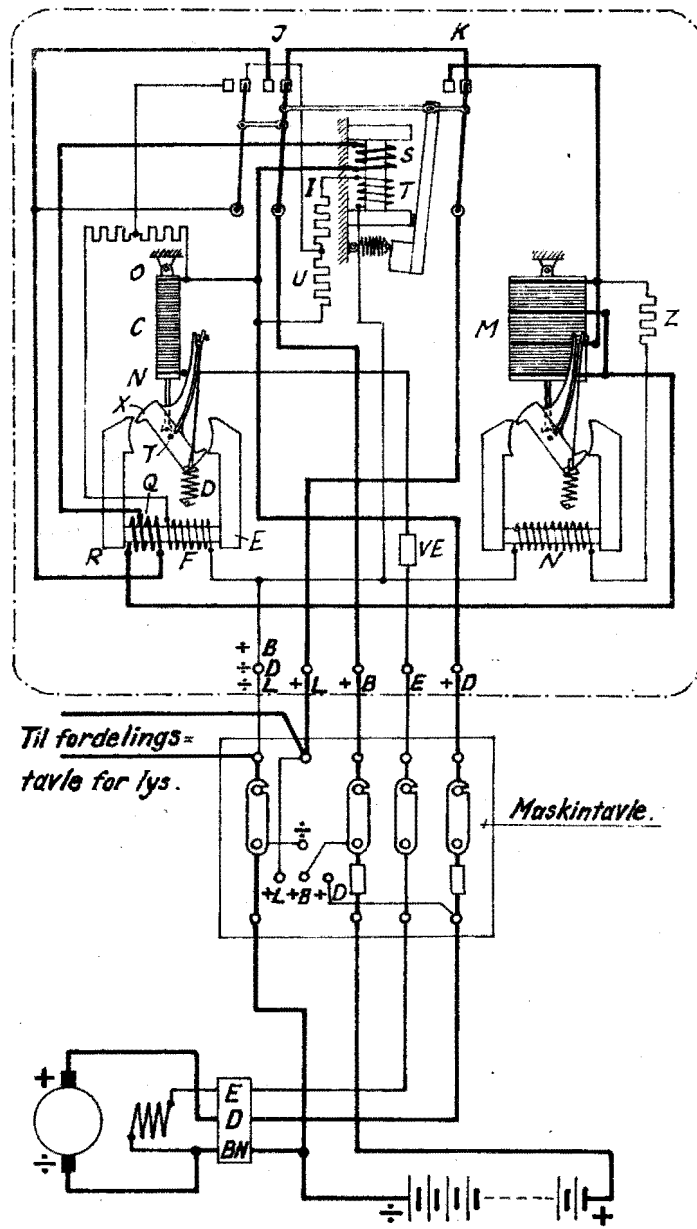 J K
S
I T
O U
C M Z
N
X
T
Q D
R F E VE N
÷ B
÷ D
÷ L + L + B E + D
Til fordelings=
tavle for lys.
Maskintavle.
÷
+L +B +D
+ E
D
÷ BN
÷ +